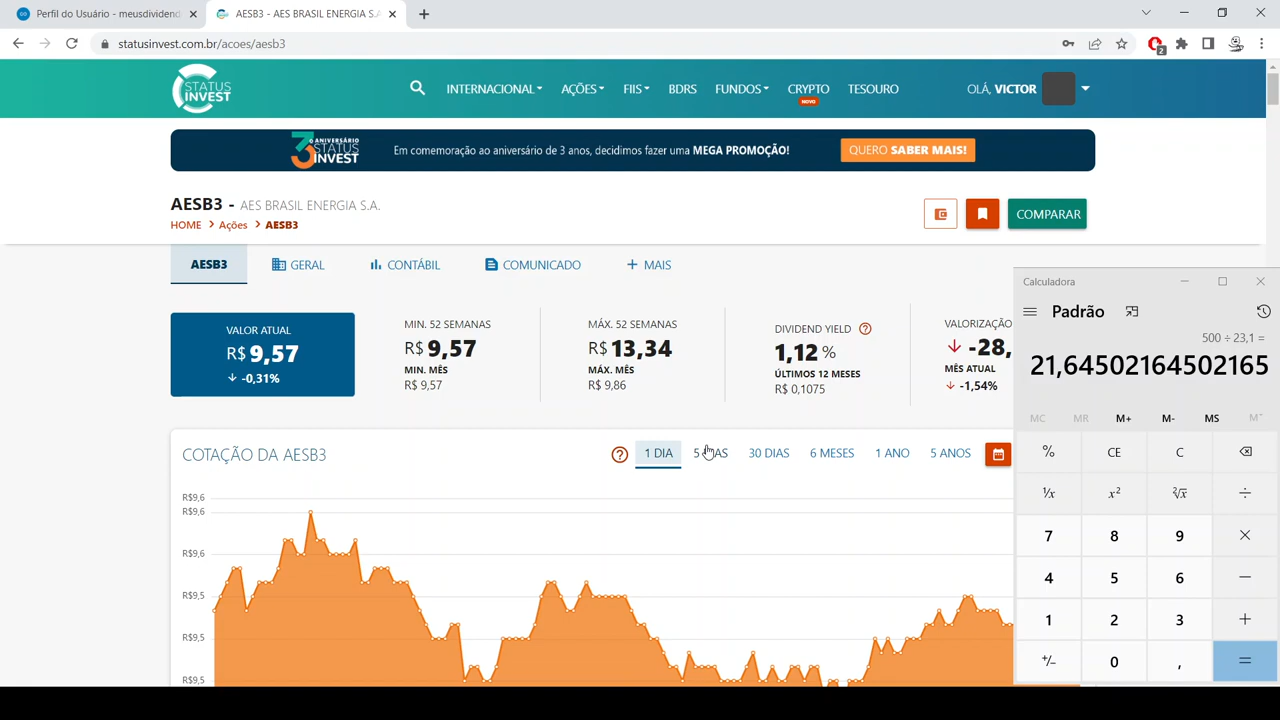 Perfil do Usuário - meusdividend
AESB3 - AES BRASIL ENERGIA S.A
statusinvest.com.br/acoes/aesb3
2
STATUS
INVEST
INTERNACIONAL
AÇÕES
FIIS
BDRS
FUNDOS
CRYPTO
NOVO
TESOURO
OLÁ, VICTOR
3 ANIVERSÁRIO
STATUS
INVEST
Em comemoração ao aniversário de 3 anos, decidimos fazer uma MEGA PROMOÇÃO!
QUERO SABER MAIS!
AESB3 - AES BRASIL ENERGIA S.A.
HOME > Ações > AESB3
COMPARAR
AESB3
GERAL
CONTÁBIL
COMUNICADO
+ MAIS
VALOR ATUAL
R$ 9,57
-0,31%
MIN. 52 SEMANAS
R$ 9,57
MIN. MÊS
R$ 9,57
MÁX. 52 SEMANAS
R$ 13,34
MÁX. MÊS
R$ 9,86
DIVIDEND YIELD ?
1,12 %
ÚLTIMOS 12 MESES
R$ 0,1075
VALORIZAÇÃO
-28,
MÊS ATUAL
-1,54%
COTAÇÃO DA AESB3
?
1 DIA
5 DIAS
30 DIAS
6 MESES
1 ANO
5 ANOS
R$9,6
R$9,6
R$9,6
R$9,5
R$9,5
R$9,5
Calculadora
Padrão
500 ÷ 23,1 =
21,64502164502165
MC MR M+ M- MS M˅
% CE C
⅟x x² ²√x ÷
7 8 9 ×
4 5 6 −
1 2 3 +
+/− 0 , =